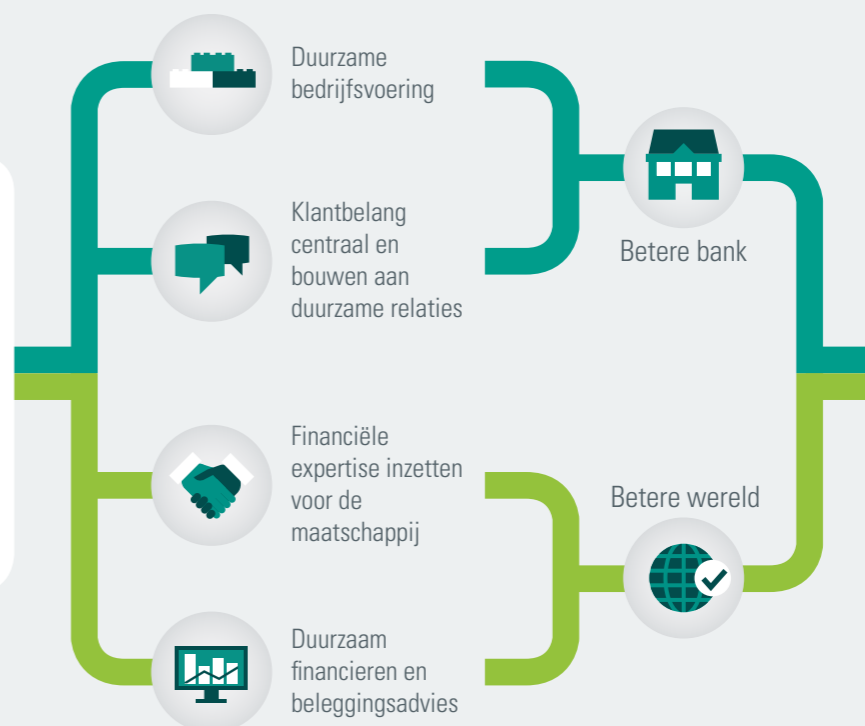 Duurzame
bedrijfsvoering
Klantbelang
centraal en
bouwen aan
duurzame relaties
Betere bank
Financiële
expertise inzetten
voor de
maatschappij
Betere wereld
Duurzaam
financieren en
beleggingsadvies